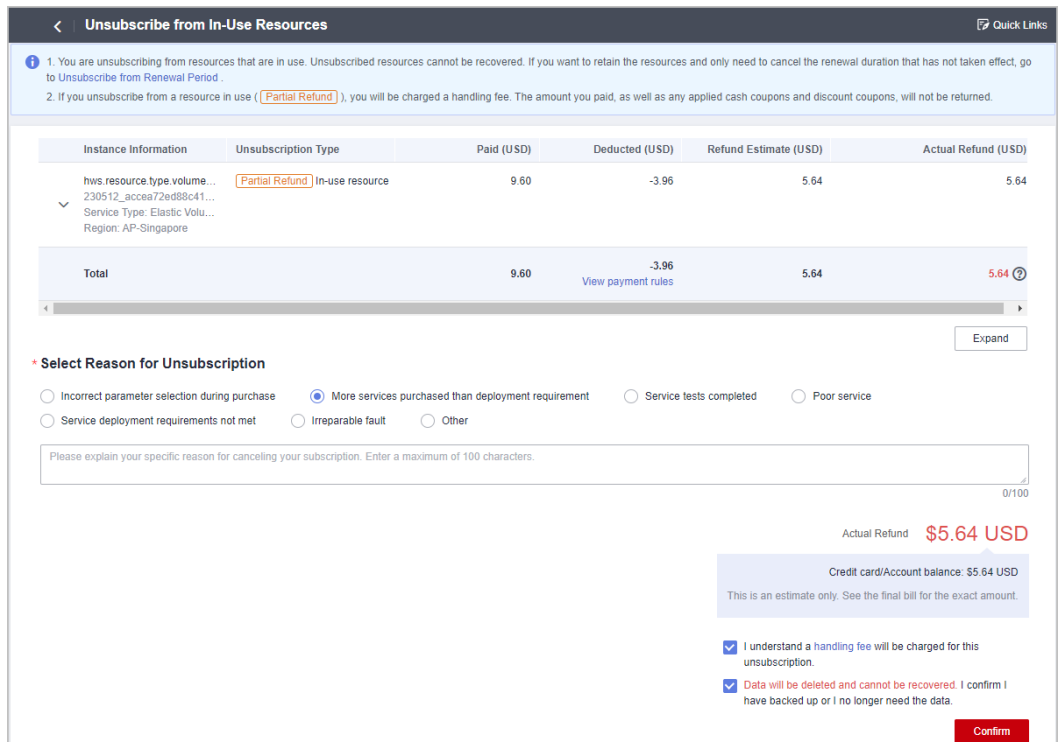 Unsubscribe from In-Use Resources
Quick Links
1. You are unsubscribing from resources that are in use. Unsubscribed resources cannot be recovered. If you want to retain the resources and only need to cancel the renewal duration that has not taken effect, go
to Unsubscribe from Renewal Period .
2. If you unsubscribe from a resource in use ( Partial Refund ), you will be charged a handling fee. The amount you paid, as well as any applied cash coupons and discount coupons, will not be returned.
Instance Information Unsubscription Type Paid (USD) Deducted (USD) Refund Estimate (USD) Actual Refund (USD)
hws.resource.type.volume... Partial Refund In-use resource 9.60 -3.96 5.64 5.64
230512_accea72ed88c41...
Service Type: Elastic Volu...
Region: AP-Singapore
Total 9.60 -3.96 5.64 5.64
View payment rules
Expand
* Select Reason for Unsubscription
Incorrect parameter selection during purchase More services purchased than deployment requirement Service tests completed Poor service
Service deployment requirements not met Irreparable fault Other
Please explain your specific reason for canceling your subscription. Enter a maximum of 100 characters.
0/100
Actual Refund $5.64 USD
Credit card/Account balance: $5.64 USD
This is an estimate only. See the final bill for the exact amount.
I understand a handling fee will be charged for this
unsubscription.
Data will be deleted and cannot be recovered. I confirm I
have backed up or I no longer need the data.
Confirm